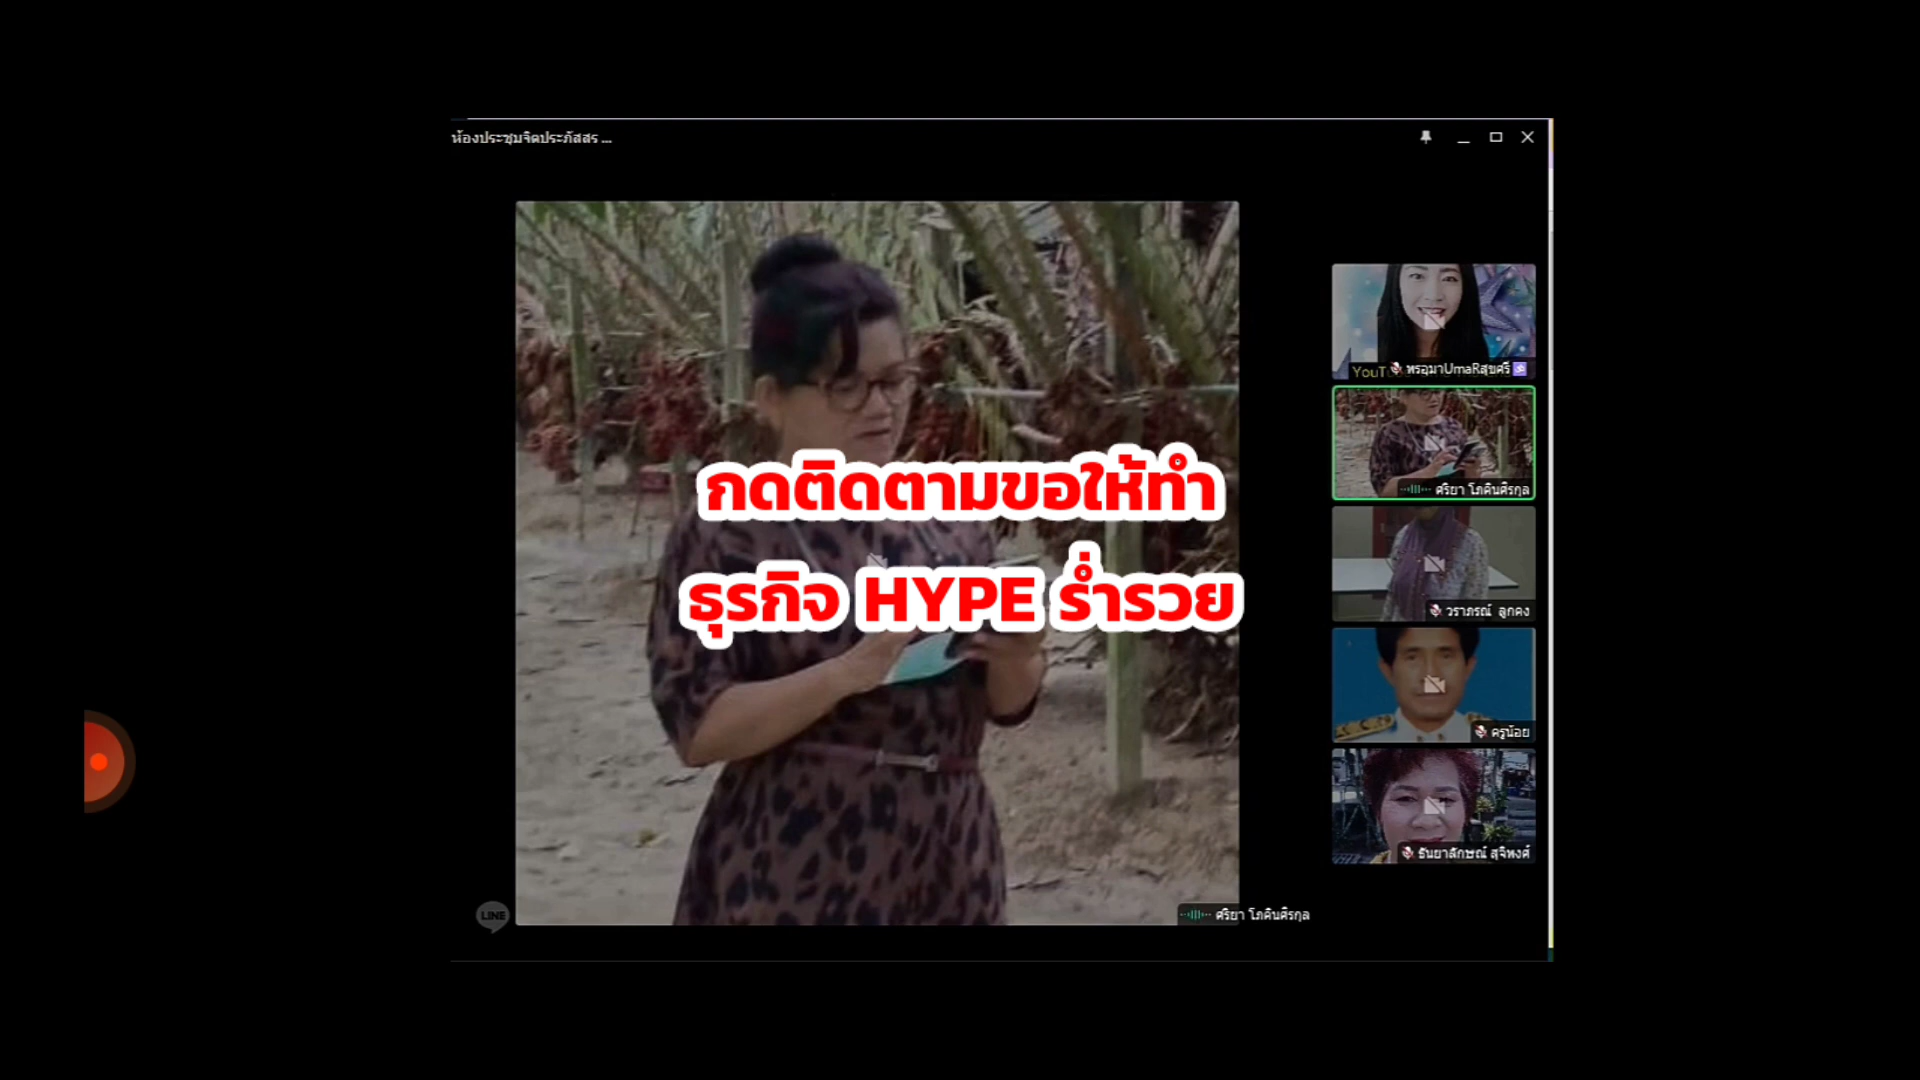 ห้องประชุมจิตประภัสสร ...
กดติดตามขอให้ทำ
ธุรกิจ HYPE ร่ำรวย
พรอุมาUmaRสุขศรี
ศริยา โภคินศิรกุล
วราภรณ์ ลูกคง
ครูน้อย
ธันยาลักษณ์ สุจิพงศ์
LINE
ศริยา โภคินศิรกุล